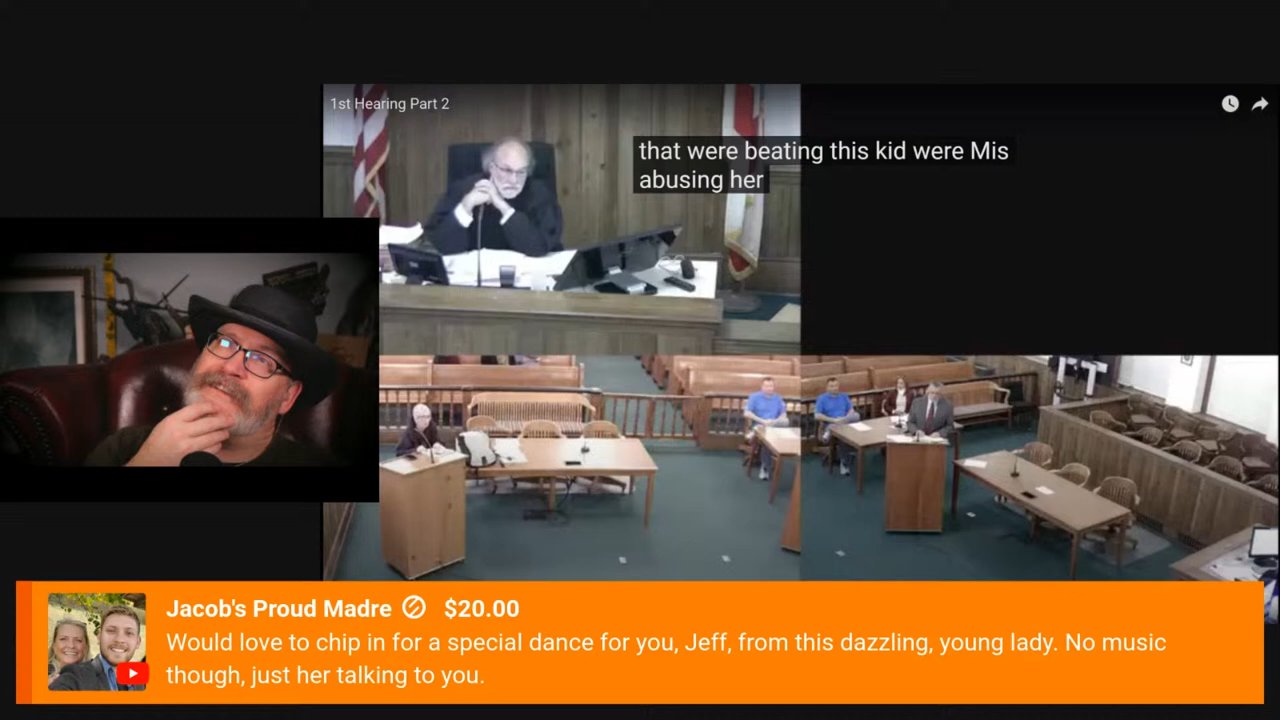 1st Hearing Part 2
that were beating this kid were Mis
abusing her
Jacob's Proud Madre $20.00
Would love to chip in for a special dance for you, Jeff, from this dazzling, young lady. No music
though, just her talking to you.